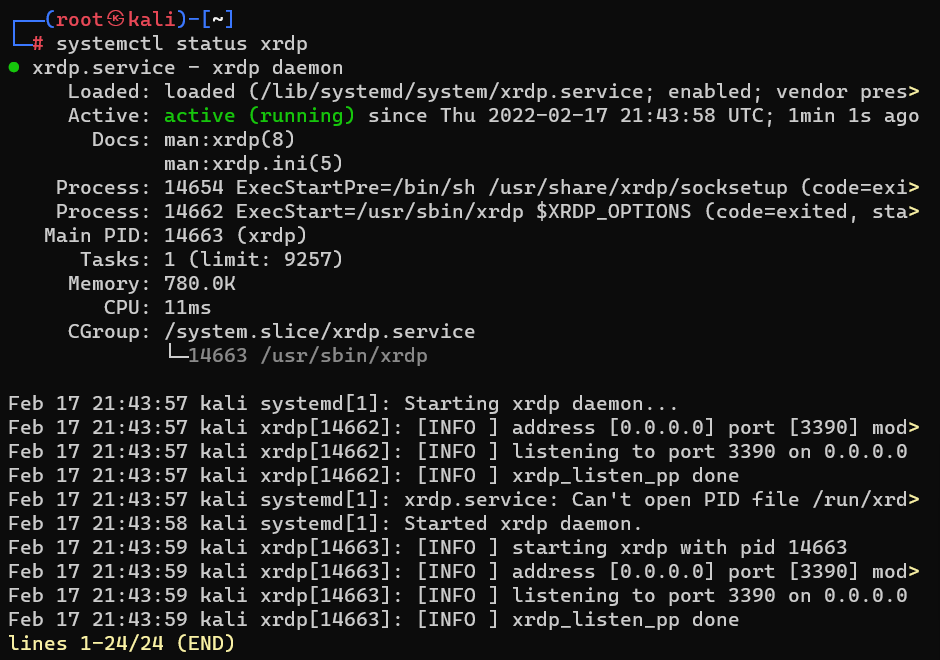 ┌──(root㉿kali)-[~]
└─# systemctl status xrdp
● xrdp.service - xrdp daemon
     Loaded: loaded (/lib/systemd/system/xrdp.service; enabled; vendor pres>
     Active: active (running) since Thu 2022-02-17 21:43:58 UTC; 1min 1s ago
       Docs: man:xrdp(8)
             man:xrdp.ini(5)
    Process: 14654 ExecStartPre=/bin/sh /usr/share/xrdp/socksetup (code=exi>
    Process: 14662 ExecStart=/usr/sbin/xrdp $XRDP_OPTIONS (code=exited, sta>
   Main PID: 14663 (xrdp)
      Tasks: 1 (limit: 9257)
     Memory: 780.0K
        CPU: 11ms
     CGroup: /system.slice/xrdp.service
             └─14663 /usr/sbin/xrdp

Feb 17 21:43:57 kali systemd[1]: Starting xrdp daemon...
Feb 17 21:43:57 kali xrdp[14662]: [INFO ] address [0.0.0.0] port [3390] mod>
Feb 17 21:43:57 kali xrdp[14662]: [INFO ] listening to port 3390 on 0.0.0.0
Feb 17 21:43:57 kali xrdp[14662]: [INFO ] xrdp_listen_pp done
Feb 17 21:43:57 kali systemd[1]: xrdp.service: Can't open PID file /run/xrd>
Feb 17 21:43:58 kali systemd[1]: Started xrdp daemon.
Feb 17 21:43:59 kali xrdp[14663]: [INFO ] starting xrdp with pid 14663
Feb 17 21:43:59 kali xrdp[14663]: [INFO ] address [0.0.0.0] port [3390] mod>
Feb 17 21:43:59 kali xrdp[14663]: [INFO ] listening to port 3390 on 0.0.0.0
Feb 17 21:43:59 kali xrdp[14663]: [INFO ] xrdp_listen_pp done
lines 1-24/24 (END)